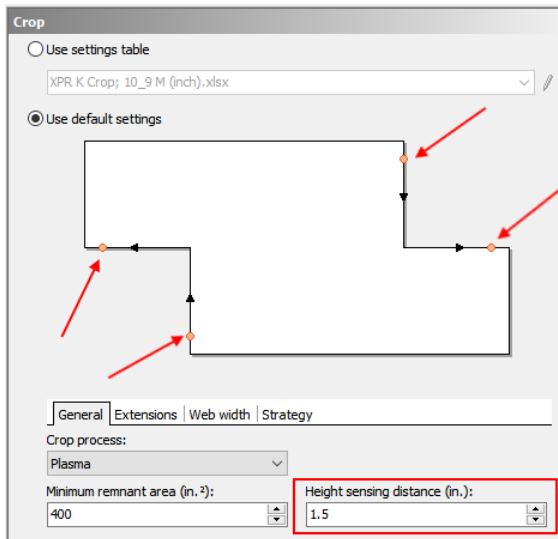 Crop
Use settings table
XPR K Crop; 10_9 M (inch).xlsx
Use default settings
General Extensions Web width Strategy
Crop process:
Plasma
Minimum remnant area (in.²): Height sensing distance (in.):
400 1.5